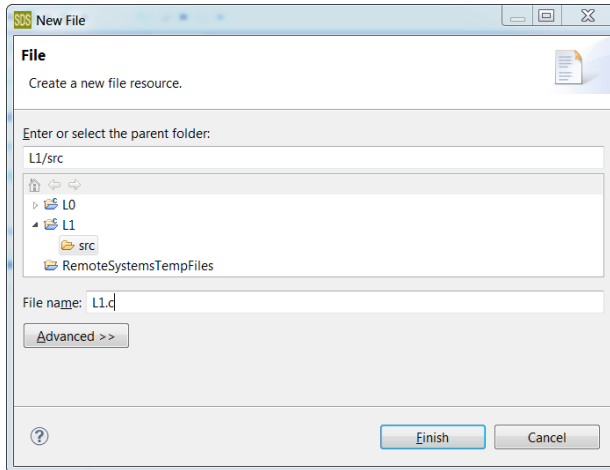 SDS New File
File
Create a new file resource.
Enter or select the parent folder:
L1/src
L0
L1
src
RemoteSystemsTempFiles
File name: L1.c
Advanced >>
? Finish Cancel